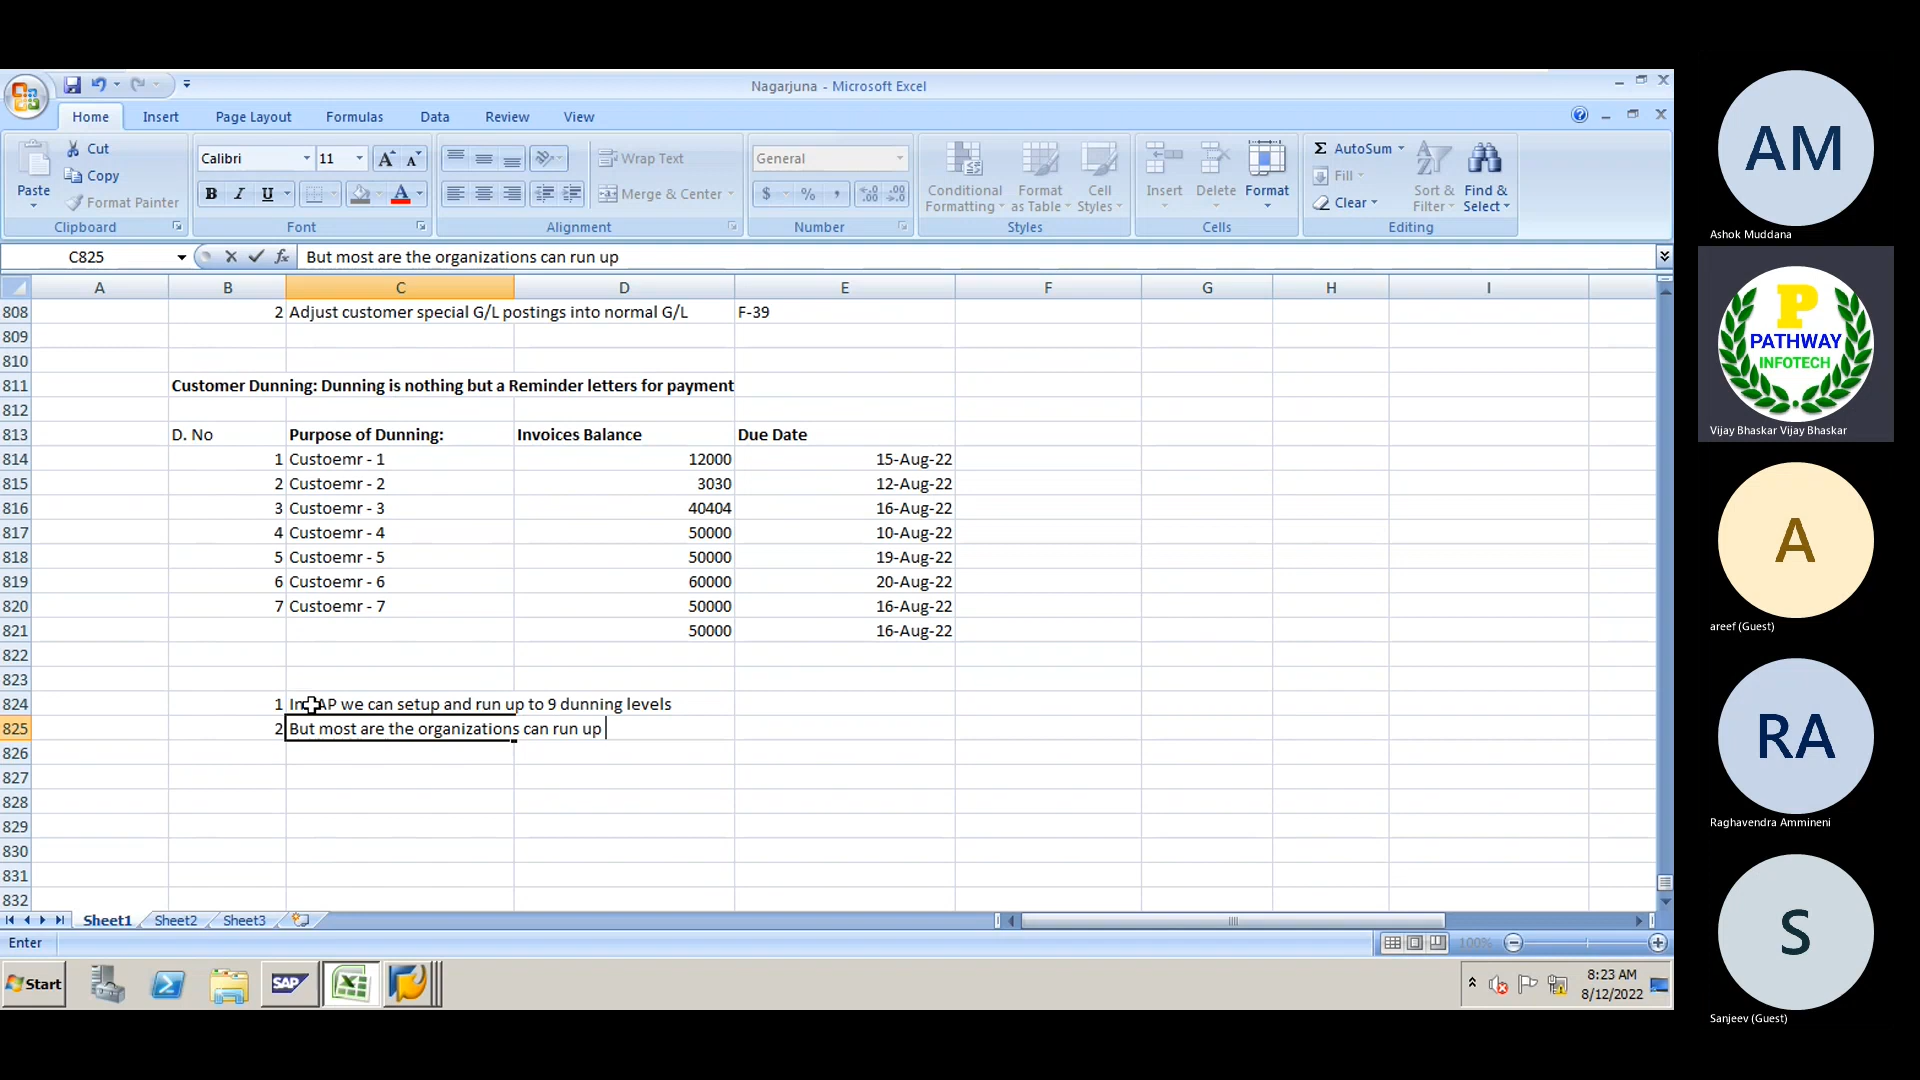 Nagarjuna - Microsoft Excel
Home Insert Page Layout Formulas Data Review View
Paste
Cut
Copy
Format Painter
Clipboard
Calibri 11
B I U
Font
Wrap Text
Merge & Center
Alignment
General
$ % ,
Number
Conditional Formatting
Format as Table
Cell Styles
Styles
Insert Delete Format
Cells
Σ AutoSum
Fill
Clear
Sort & Filter
Find & Select
Editing
C825 fx But most are the organizations can run up
A B C D E F G H I
808 2 Adjust customer special G/L postings into normal G/L F-39
809
810
811 Customer Dunning: Dunning is nothing but a Reminder letters for payment
812
813 D. No Purpose of Dunning: Invoices Balance Due Date
814 1 Custoemr - 1 12000 15-Aug-22
815 2 Custoemr - 2 3030 12-Aug-22
816 3 Custoemr - 3 40404 16-Aug-22
817 4 Custoemr - 4 50000 10-Aug-22
818 5 Custoemr - 5 50000 19-Aug-22
819 6 Custoemr - 6 60000 20-Aug-22
820 7 Custoemr - 7 50000 16-Aug-22
821 50000 16-Aug-22
822
823
824 1 In SAP we can setup and run up to 9 dunning levels
825 2 But most are the organizations can run up
826
827
828
829
830
831
832
Sheet1 Sheet2 Sheet3
Enter
100%
Start
SAP
8:23 AM
8/12/2022
AM
Ashok Muddana
P
PATHWAY
INFOTECH
Vijay Bhaskar Vijay Bhaskar
A
areef (Guest)
RA
Raghavendra Ammineni
S
Sanjeev (Guest)